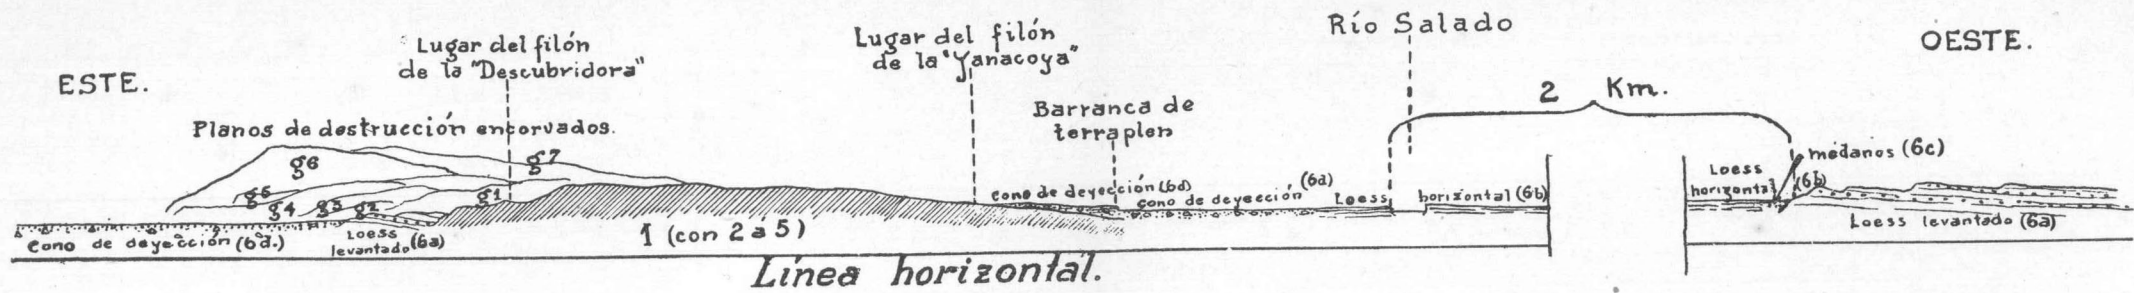 ESTE.
Lugar del filón
de la "Descubridora"
Planos de destrucción encorvados.
g6
g7
g5
g4
g3
g2
g1
Cono de deyección (6d.)
Loess
levantado (6a)
1 (con 2 á 5)
Lugar del filón
de la "Yanacoya"
Barranca de
terraplen
cono de deyección (6d)
cono de deyección (6d)
Loess
horizontal (6b)
Río Salado
2 Km.
OESTE.
Loess
horizontal
(6b)
médanos (6c)
Loess levantado (6a)
Línea horizontal.